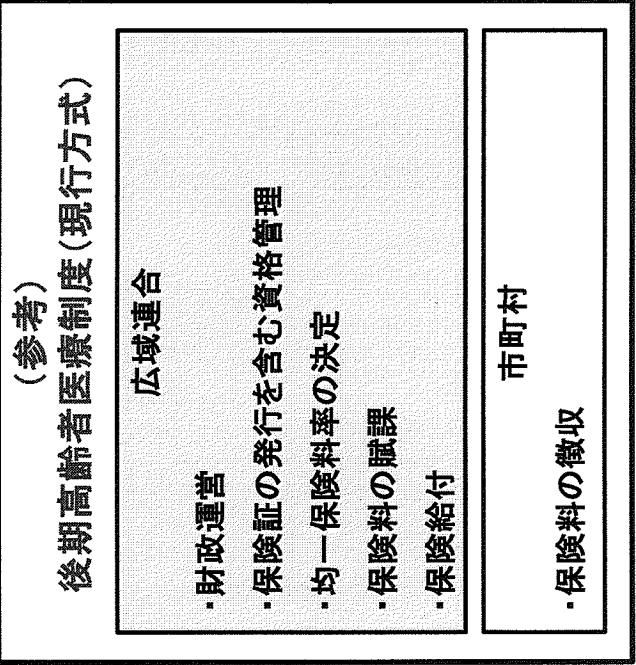 (参考)
後期高齢者医療制度(現行方式)
広域連合
・財政運営
・保険証の発行を含む資格管理
・均一保険料率の決定
・保険料の賦課
・保険給付
市町村
・保険料の徴収